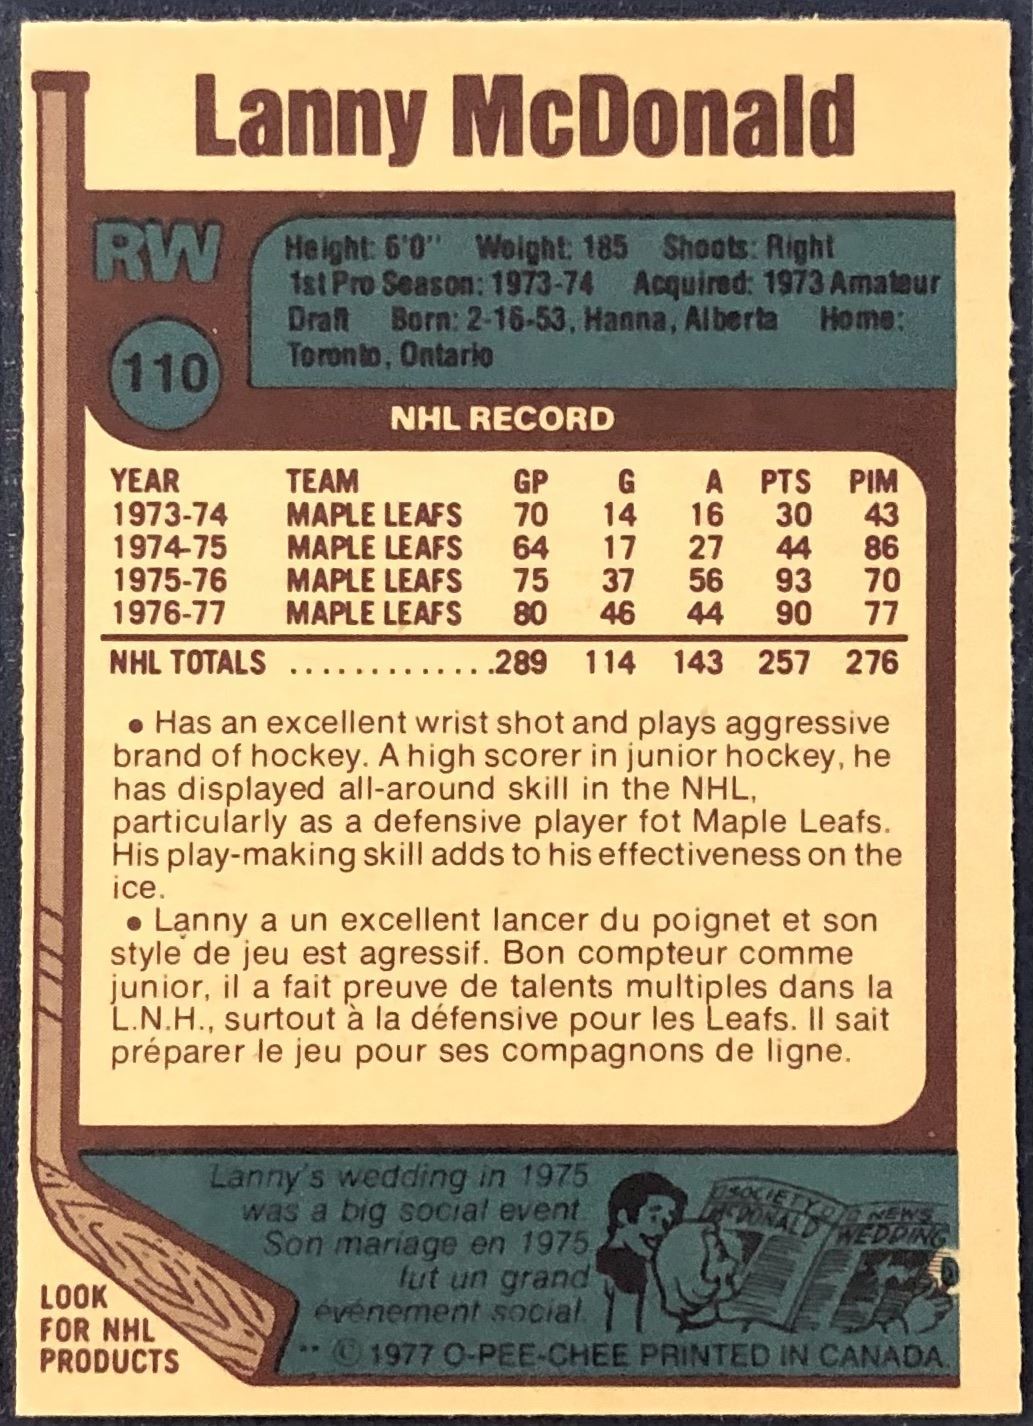 Lanny McDonald
RW
Height: 6'0" Weight: 185 Shoots: Right
1st Pro Season: 1973-74 Acquired: 1973 Amateur
Draft Born: 2-16-53, Hanna, Alberta Home:
Toronto, Ontario
110
NHL RECORD
YEAR TEAM GP G A PTS PIM
1973-74 MAPLE LEAFS 70 14 16 30 43
1974-75 MAPLE LEAFS 64 17 27 44 86
1975-76 MAPLE LEAFS 75 37 56 93 70
1976-77 MAPLE LEAFS 80 46 44 90 77
NHL TOTALS .............289 114 143 257 276
• Has an excellent wrist shot and plays aggressive
brand of hockey. A high scorer in junior hockey, he
has displayed all-around skill in the NHL,
particularly as a defensive player fot Maple Leafs.
His play-making skill adds to his effectiveness on the
ice.
• Lanny a un excellent lancer du poignet et son
style de jeu est agressif. Bon compteur comme
junior, il a fait preuve de talents multiples dans la
L.N.H., surtout à la défensive pour les Leafs. Il sait
préparer le jeu pour ses compagnons de ligne.
Lanny's wedding in 1975
was a big social event.
Son mariage en 1975
fut un grand
événement social.
SOCIETY NEWS
McDONALD WEDDING
LOOK
FOR NHL
PRODUCTS
** © 1977 O-PEE-CHEE PRINTED IN CANADA.